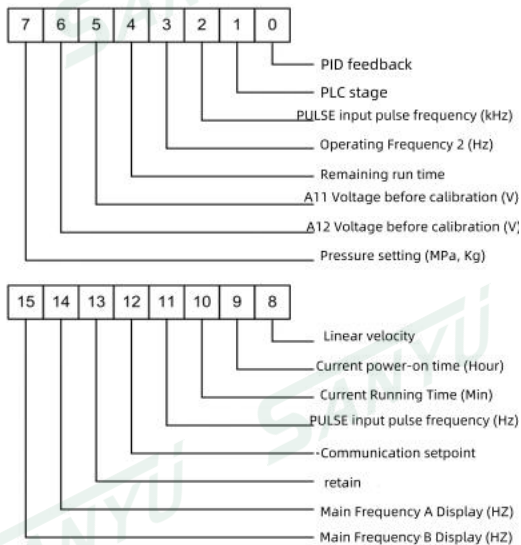 7 6 5 4 3 2 1 0
PID feedback
PLC stage
PULSE input pulse frequency (kHz)
Operating Frequency 2 (Hz)
Remaining run time
A11 Voltage before calibration (V)
A12 Voltage before calibration (V)
Pressure setting (MPa, Kg)
15 14 13 12 11 10 9 8
Linear velocity
Current power-on time (Hour)
Current Running Time (Min)
PULSE input pulse frequency (Hz)
-Communication setpoint
retain
Main Frequency A Display (HZ)
Main Frequency B Display (HZ)
SANYU
SANYU